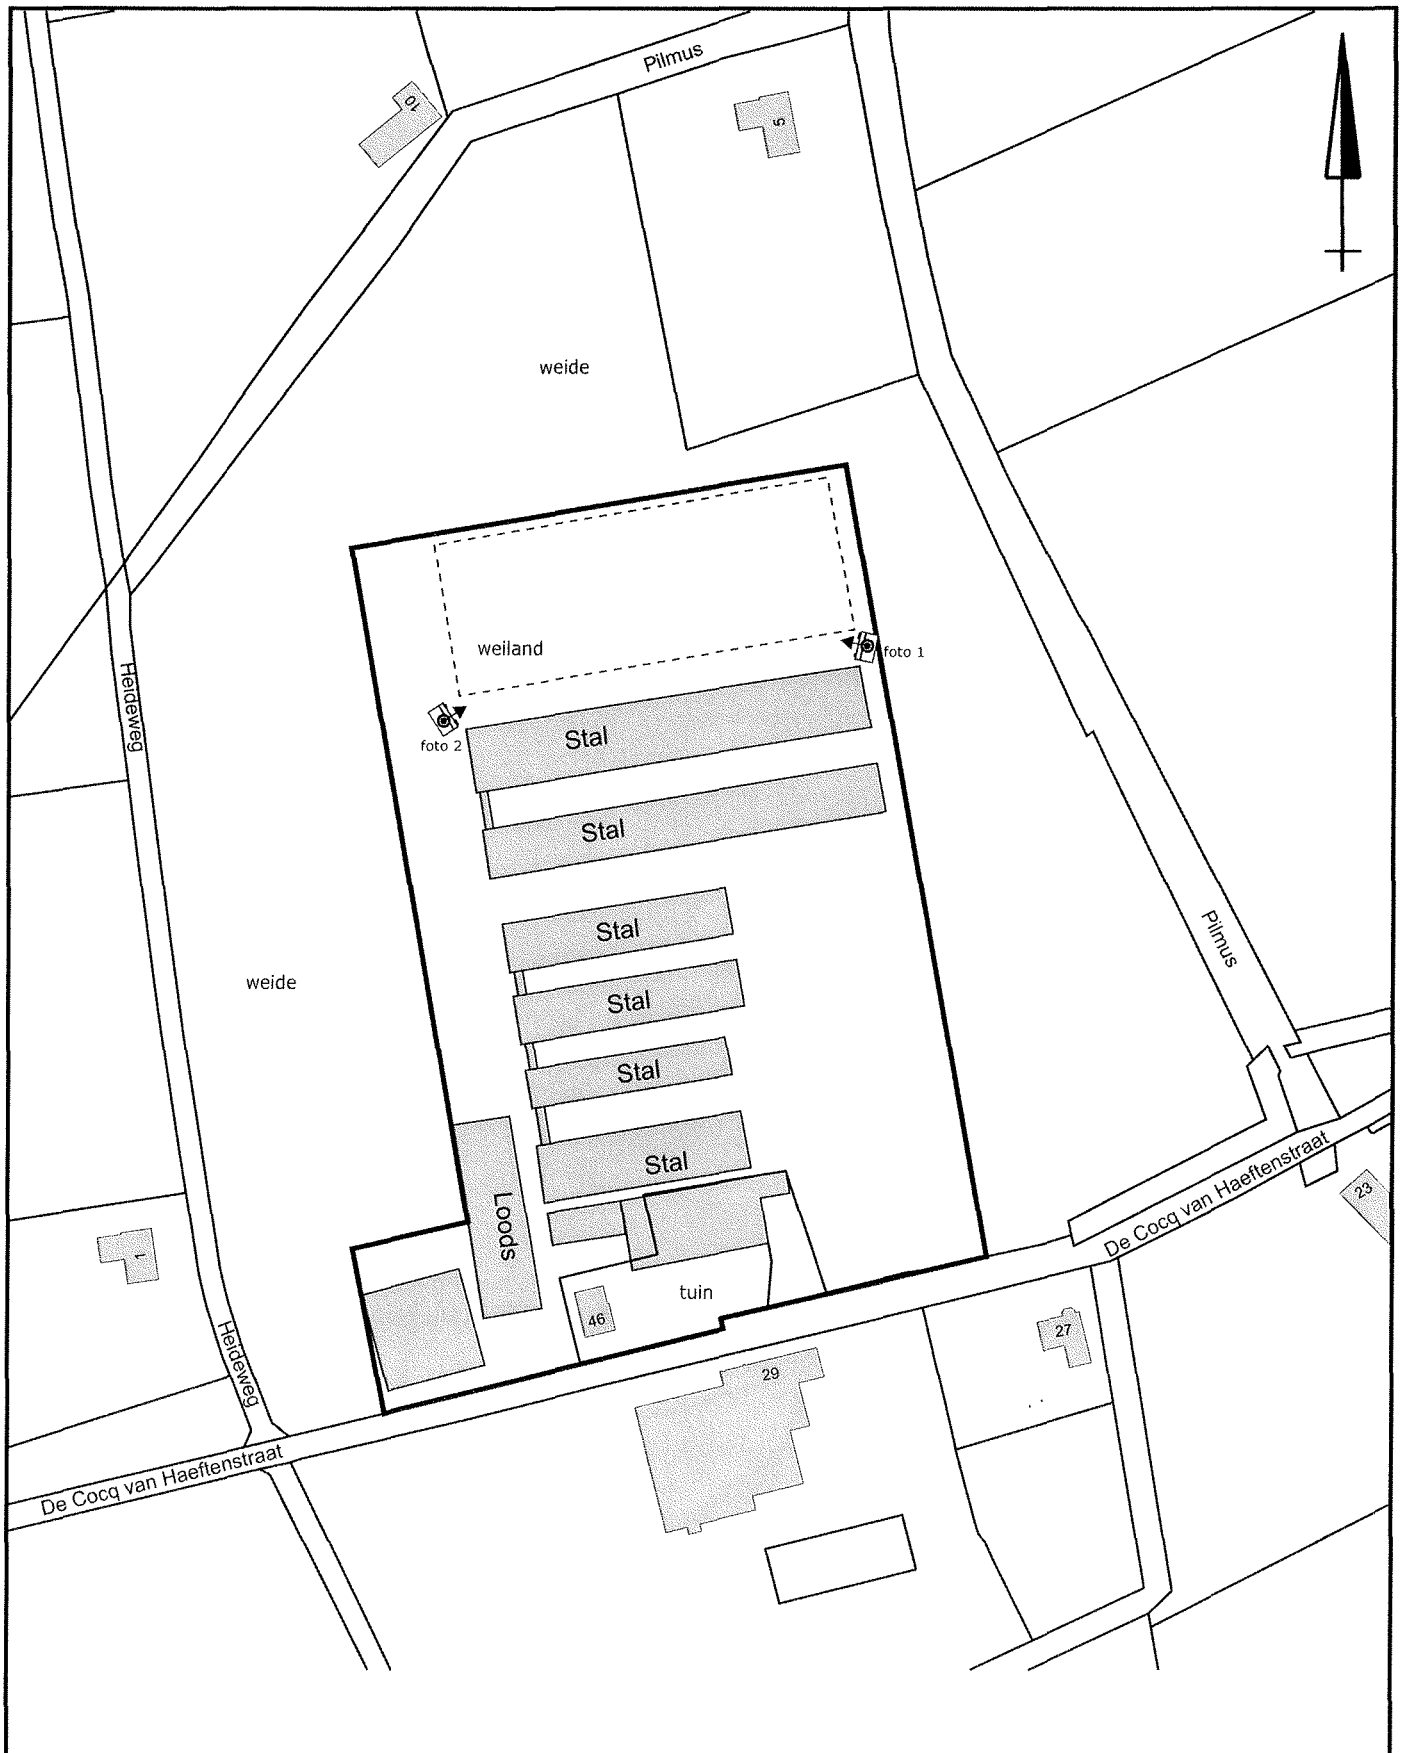 Pilmus
10
5
weide
weiland
foto 1
Heideweg
foto 2
Stal
Stal
Pilmus
Stal
weide
Stal
Stal
De Cocq van Haeftenstraat
Stal
23
Loods
1
tuin
46
27
Heideweg
29
De Cocq van Haeftenstraat